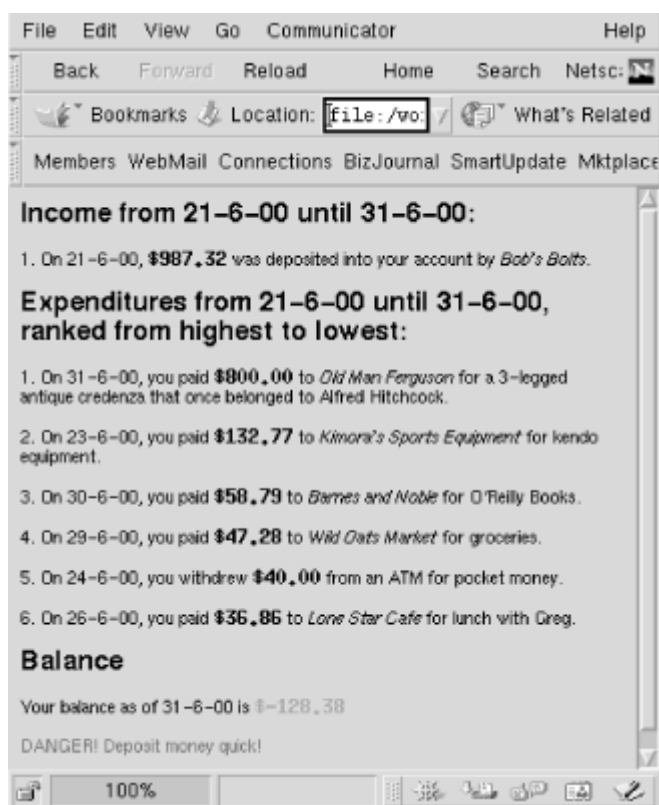 File Edit View Go Communicator Help
Back Forward Reload Home Search Netsc:
Bookmarks Location: file:/wo: What's Related
Members WebMail Connections BizJournal SmartUpdate Mktplace
Income from 21-6-00 until 31-6-00:
1. On 21-6-00, $987.32 was deposited into your account by Bob's Bolts.
Expenditures from 21-6-00 until 31-6-00,
ranked from highest to lowest:
1. On 31-6-00, you paid $800.00 to Old Man Ferguson for a 3-legged
antique credenza that once belonged to Alfred Hitchcock.
2. On 23-6-00, you paid $132.77 to Kimora's Sports Equipment for kendo
equipment.
3. On 30-6-00, you paid $58.79 to Barnes and Noble for O'Reilly Books.
4. On 29-6-00, you paid $47.28 to Wild Oats Market for groceries.
5. On 24-6-00, you withdrew $40.00 from an ATM for pocket money.
6. On 26-6-00, you paid $36.86 to Lone Star Cafe for lunch with Greg.
Balance
Your balance as of 31-6-00 is $-128.38
DANGER! Deposit money quick!
100%